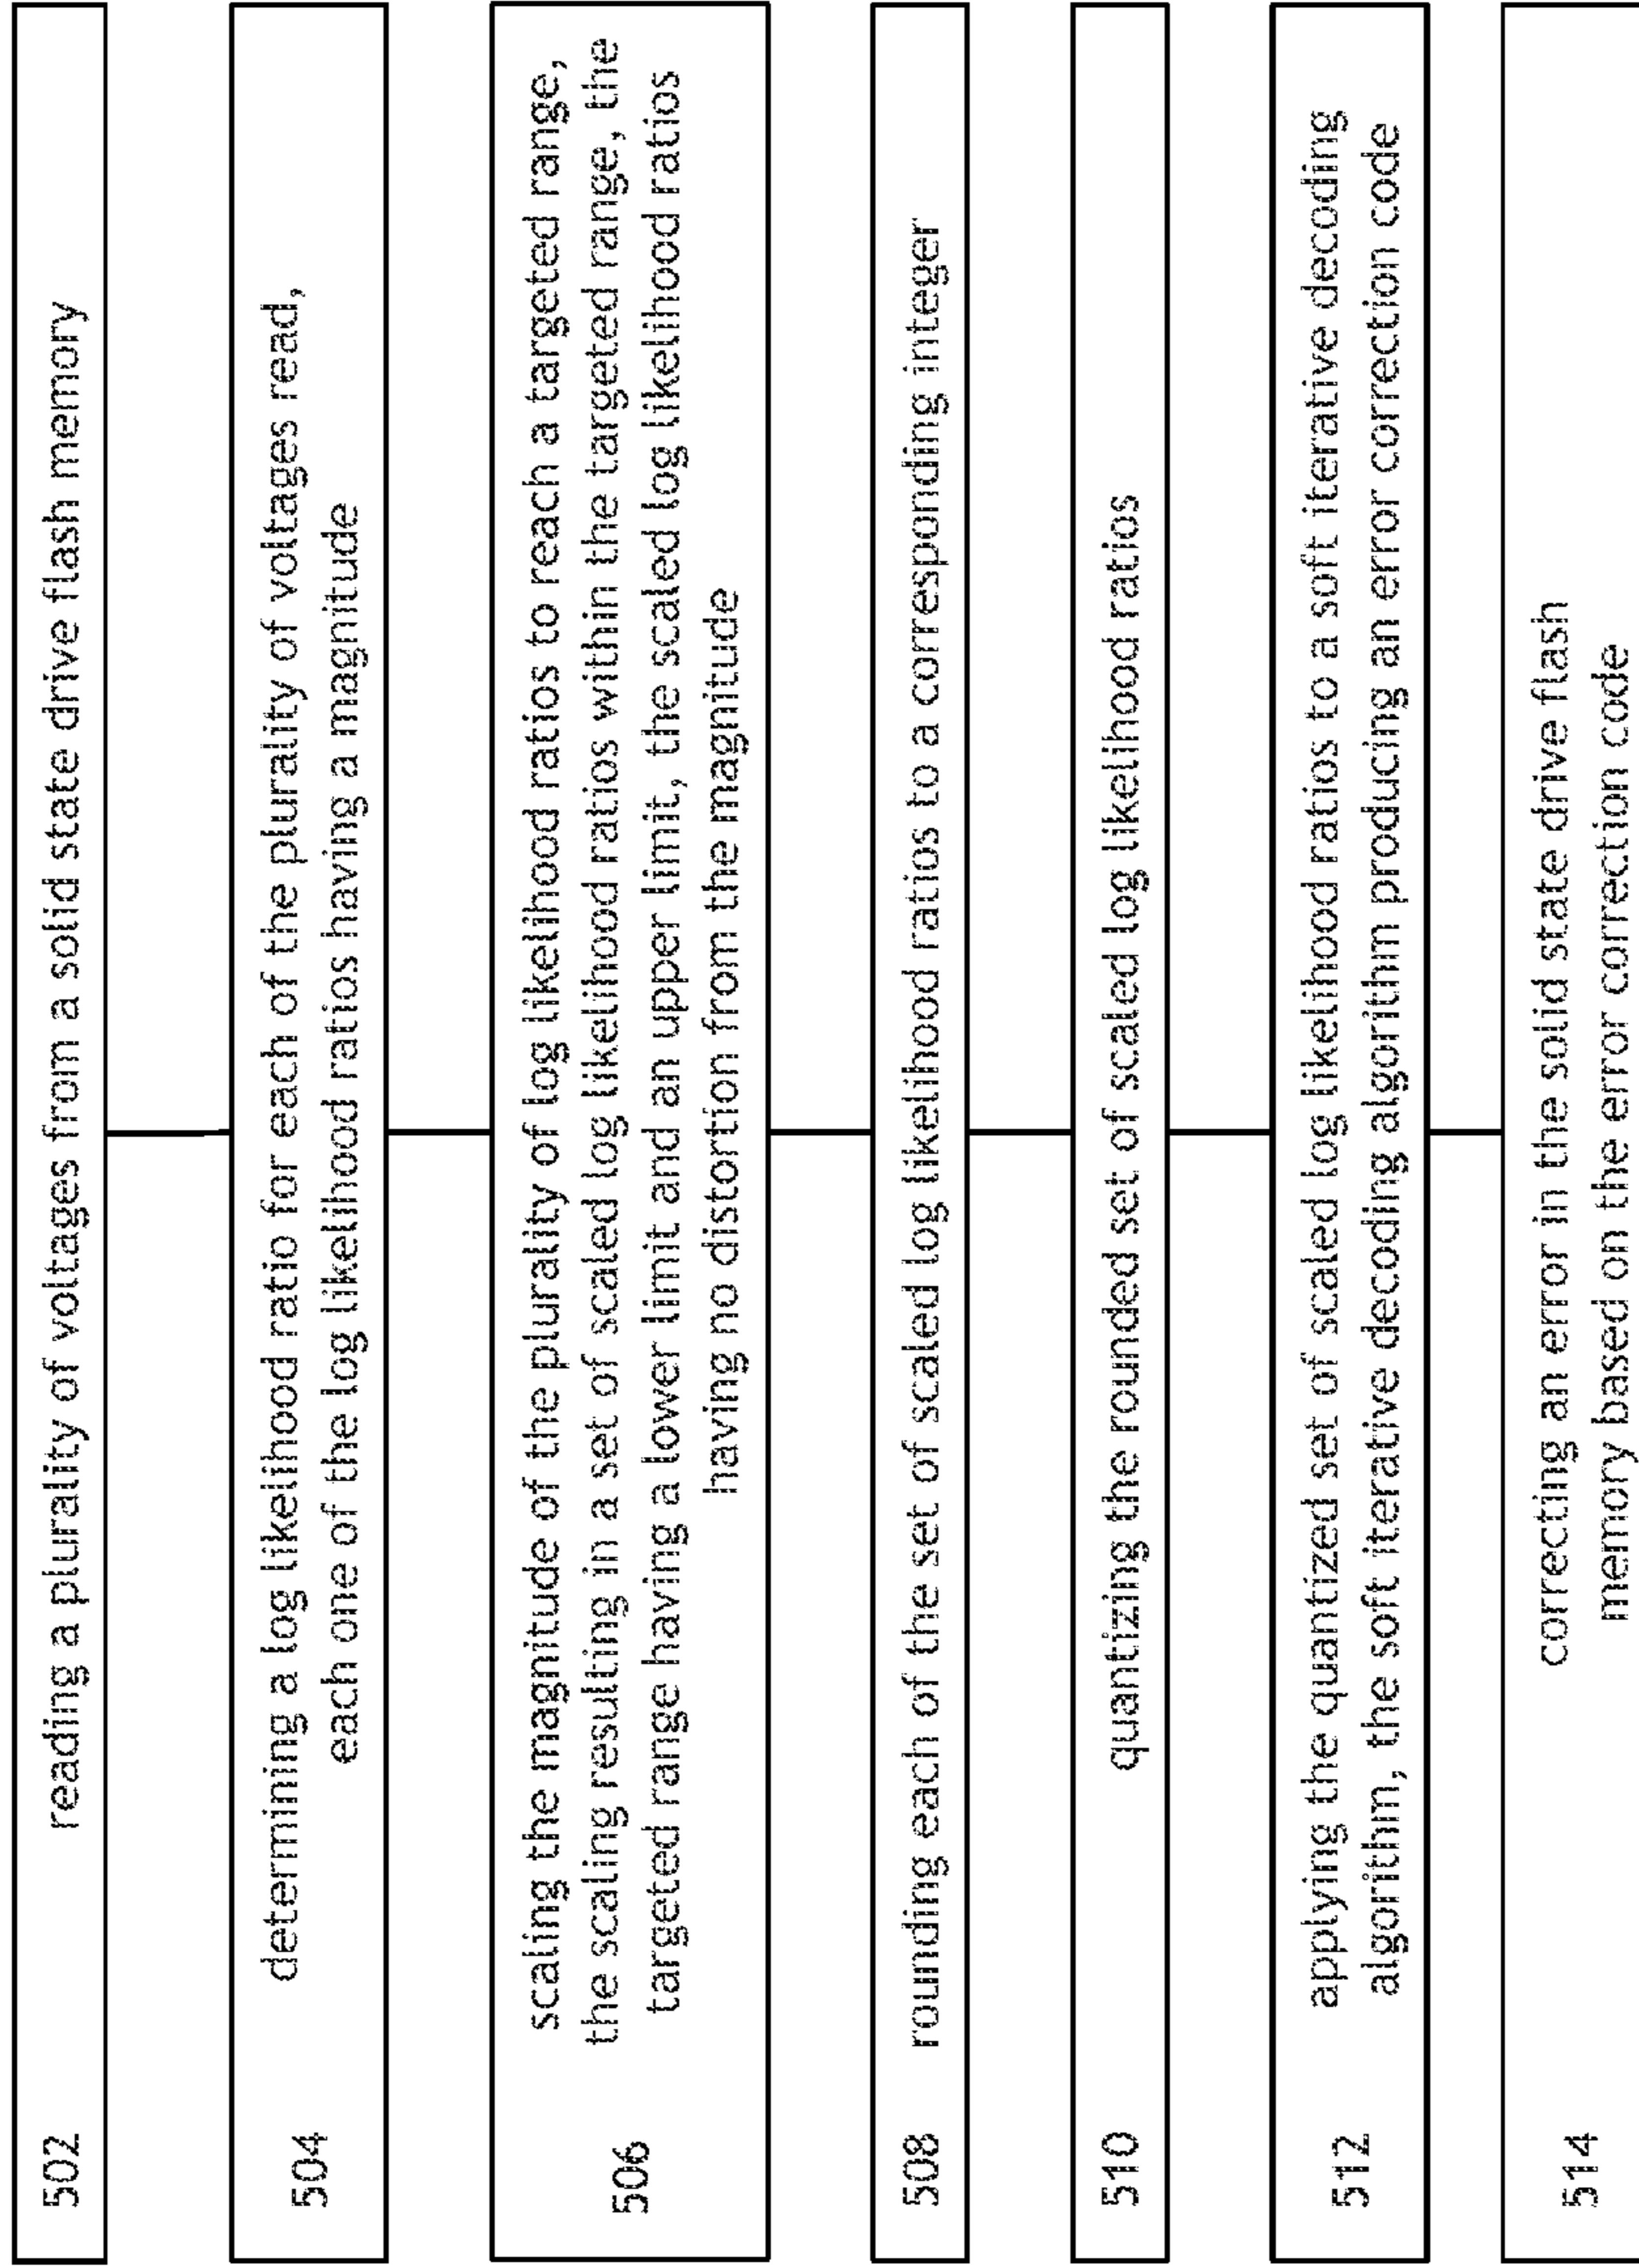 502 reading a plurality of voltages from a solid state drive flash memory
504 determining a log likelihood ratio for each of the plurality of voltages read,
each one of the log likelihood ratios having a magnitude
506 scaling the magnitude of the plurality of log likelihood ratios to reach a targeted range,
the scaling resulting in a set of scaled log likelihood ratios within the targeted range, the
targeted range having a lower limit and an upper limit, the scaled log likelihood ratios
having no distortion from the magnitude
508 rounding each of the set of scaled log likelihood ratios to a corresponding integer
510 quantizing the rounded set of scaled log likelihood ratios
512 applying the quantized set of scaled log likelihood ratios to a soft iterative decoding
algorithm, the soft iterative decoding algorithm producing an error correction code
514 correcting an error in the solid state drive flash
memory based on the error correction code